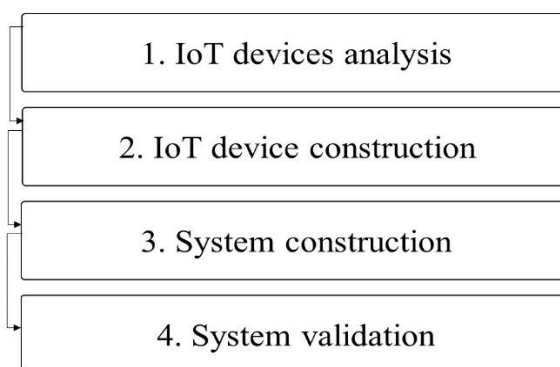 1. IoT devices analysis
2. IoT device construction
3. System construction
4. System validation